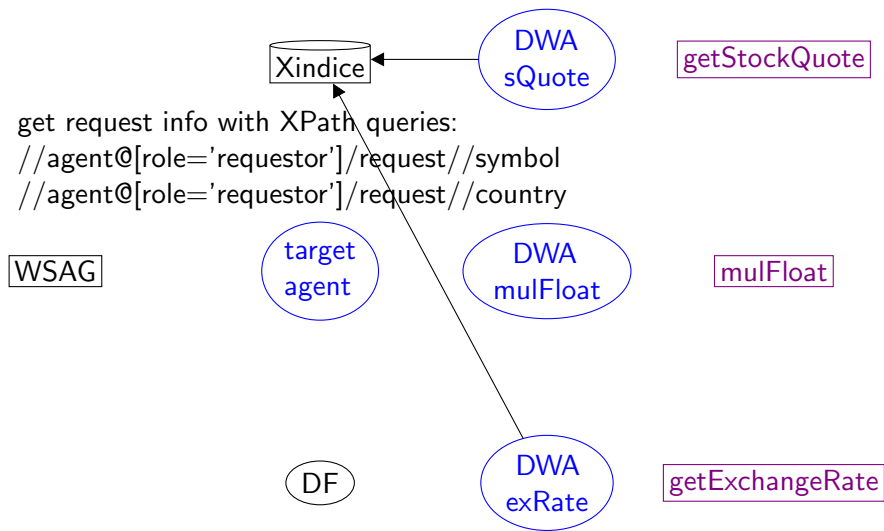 Xindice
DWA
sQuote
getStockQuote
get request info with XPath queries:
//agent@[role='requestor']/request//symbol
//agent@[role='requestor']/request//country
WSAG
target
agent
DWA
mulFloat
mulFloat
DF
DWA
exRate
getExchangeRate